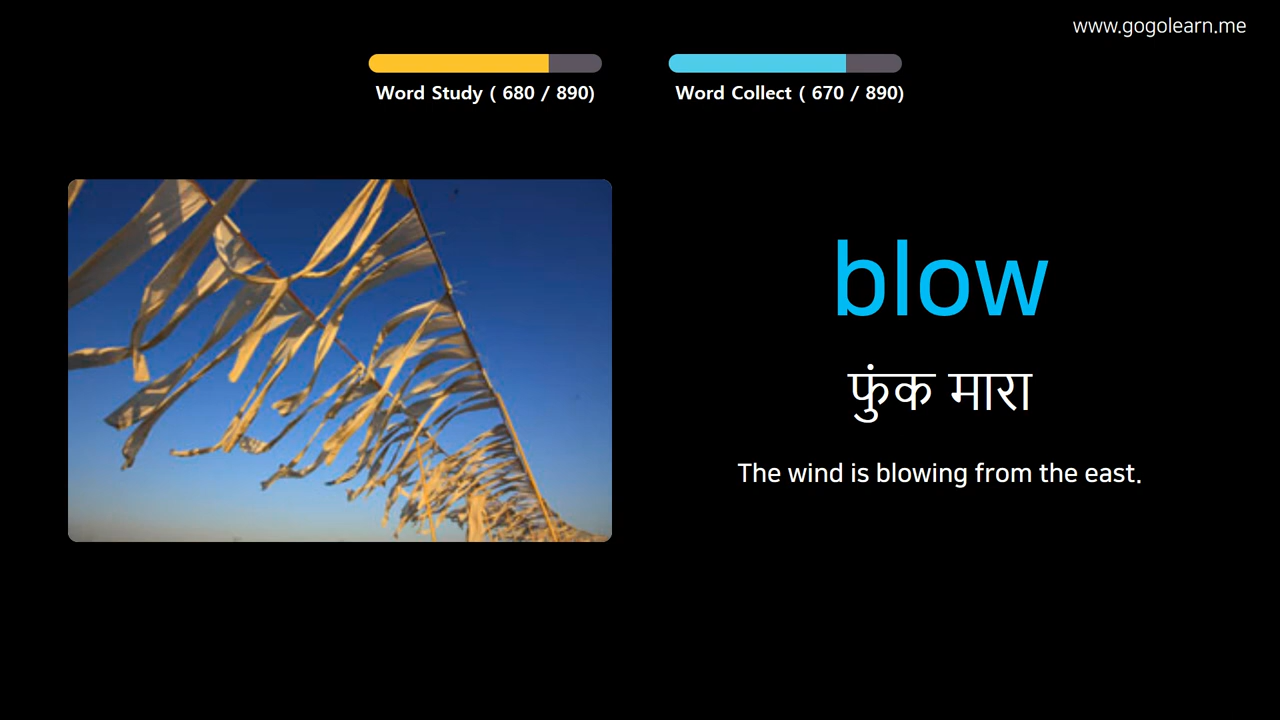 www.gogolearn.me
Word Study ( 680 / 890)
Word Collect ( 670 / 890)
blow
फुंक मारा
The wind is blowing from the east.